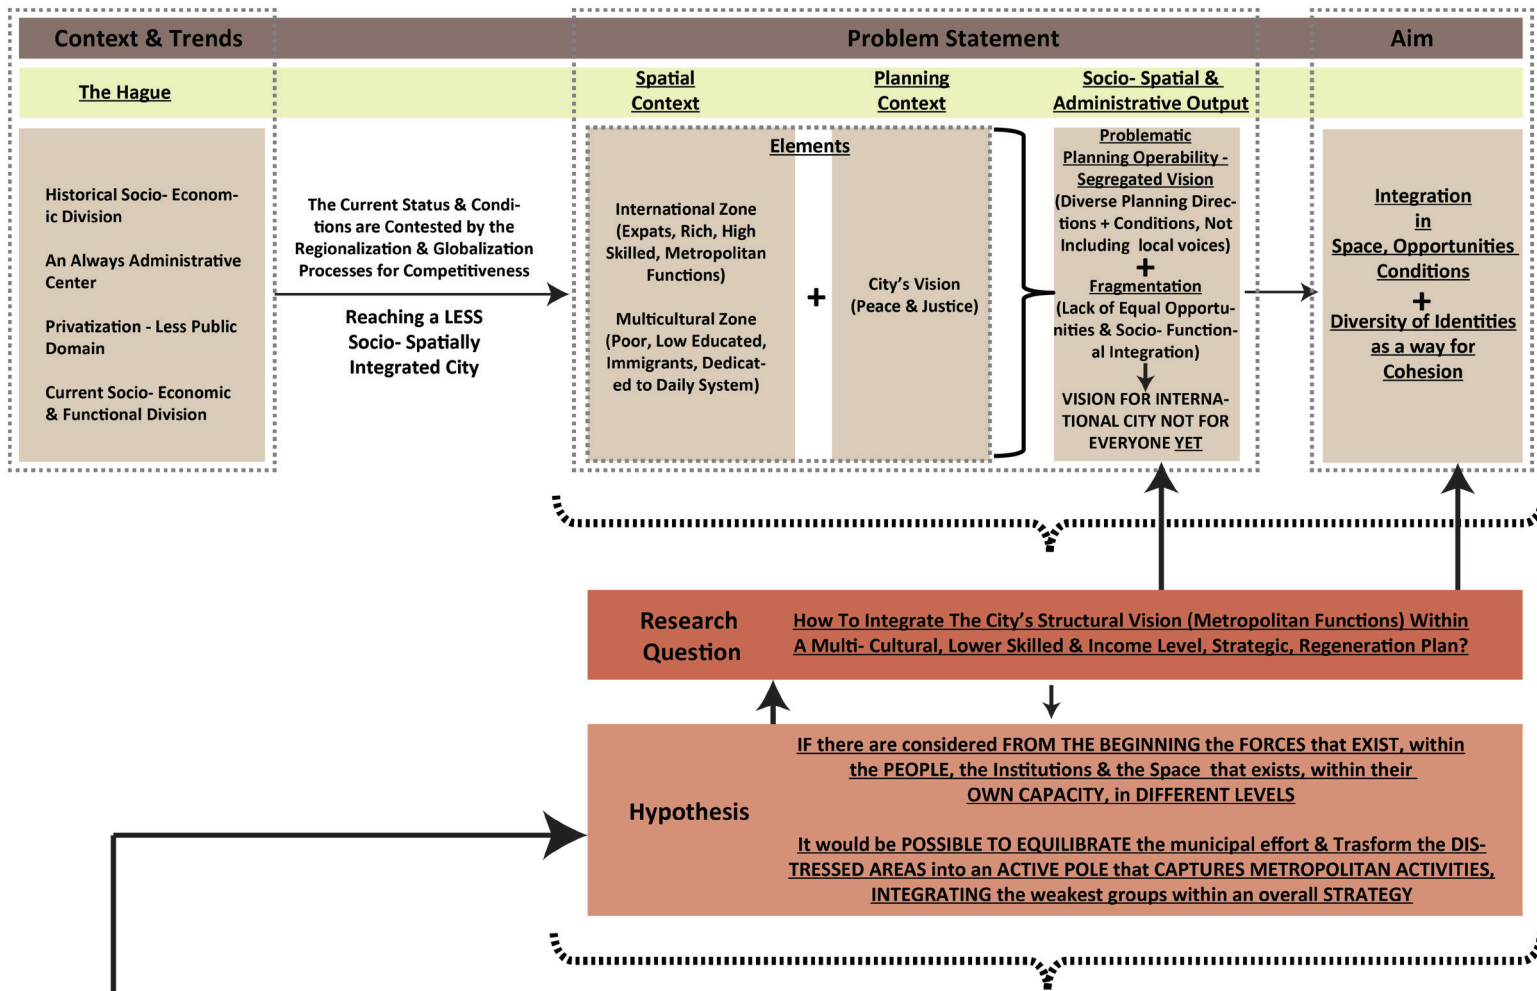 Context & Trends
Problem Statement
Aim
The Hague
Spatial
Context
Planning
Context
Socio- Spatial &
Administrative Output
Historical Socio- Econom-
ic Division
An Always Administrative
Center
Privatization - Less Public
Domain
Current Socio- Economic
& Functional Division
The Current Status & Condi-
tions are Contested by the
Regionalization & Globalization
Processes for Competitiveness
Reaching a LESS
Socio- Spatially
Integrated City
Elements
International Zone
(Expats, Rich, High
Skilled, Metropolitan
Functions)
Multicultural Zone
(Poor, Low Educated,
Immigrants, Dedicat-
ed to Daily System)
+
City's Vision
(Peace & Justice)
Problematic
Planning Operability -
Segregated Vision
(Diverse Planning Direc-
tions + Conditions, Not
Including local voices)
+
Fragmentation
(Lack of Equal Opportu-
nities & Socio- Function-
al Integration)
VISION FOR INTERNA-
TIONAL CITY NOT FOR
EVERYONE YET
Integration
in
Space, Opportunities
Conditions
+
Diversity of Identities
as a way for
Cohesion
Research
Question
How To Integrate The City's Structural Vision (Metropolitan Functions) Within
A Multi- Cultural, Lower Skilled & Income Level, Strategic, Regeneration Plan?
Hypothesis
IF there are considered FROM THE BEGINNING the FORCES that EXIST, within
the PEOPLE, the Institutions & the Space that exists, within their
OWN CAPACITY, in DIFFERENT LEVELS
It would be POSSIBLE TO EQUILIBRATE the municipal effort & Trasform the DIS-
TRESSED AREAS into an ACTIVE POLE that CAPTURES METROPOLITAN ACTIVITIES,
INTEGRATING the weakest groups within an overall STRATEGY